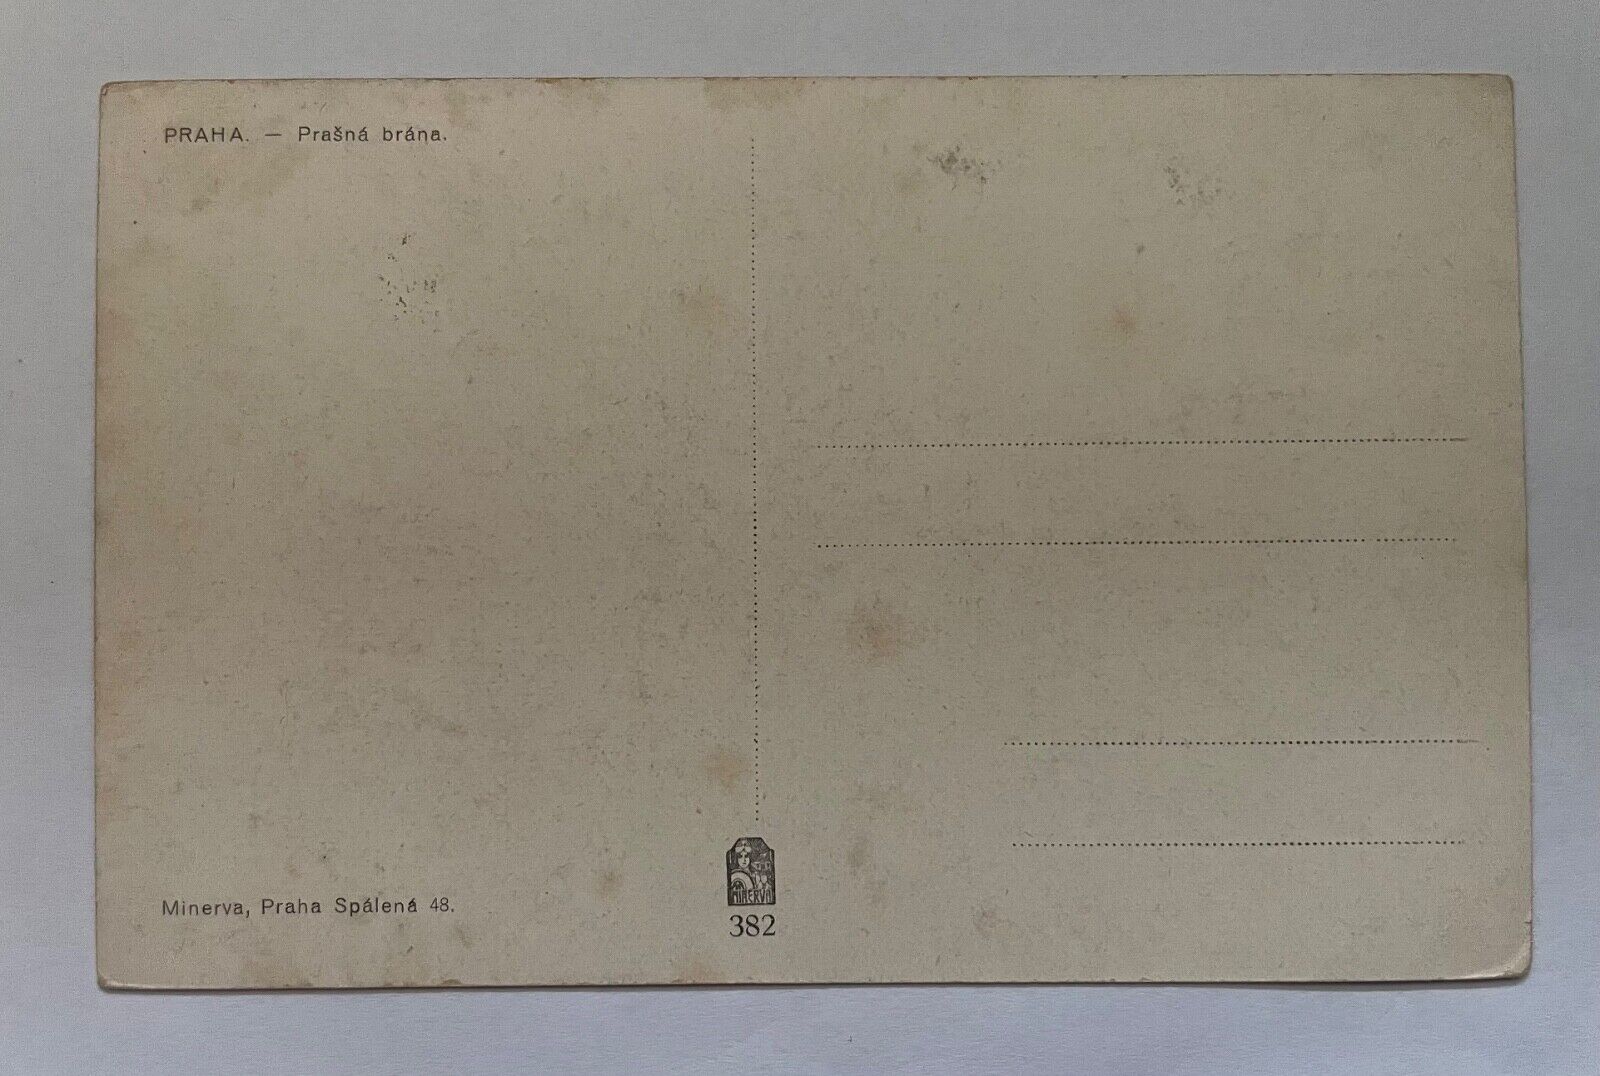 PRAHA. — Prašná brána.
MINERVA
382
Minerva, Praha Spálená 48.